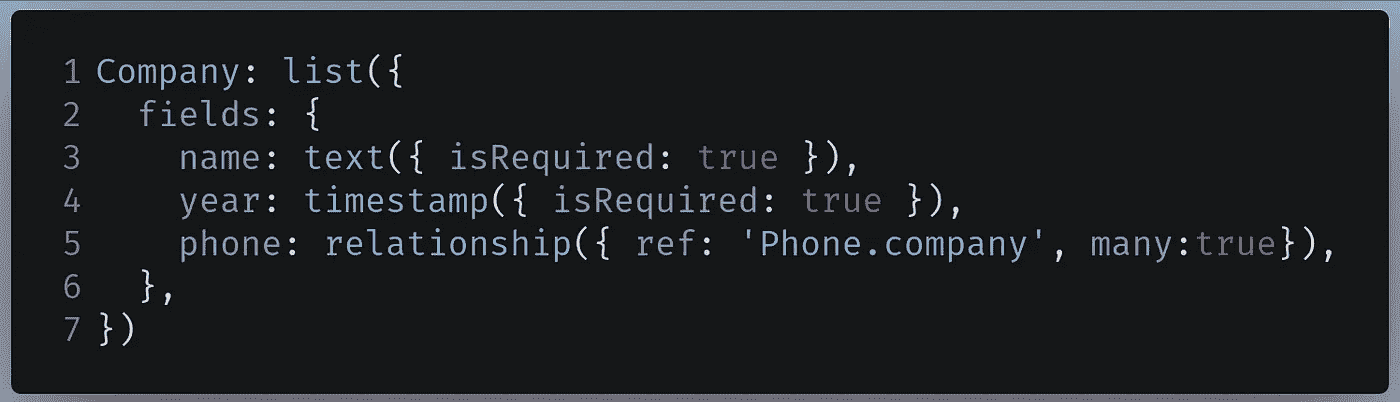 1 Company: list({
2   fields: {
3     name: text({ isRequired: true }),
4     year: timestamp({ isRequired: true }),
5     phone: relationship({ ref: 'Phone.company', many:true}),
6   },
7 })